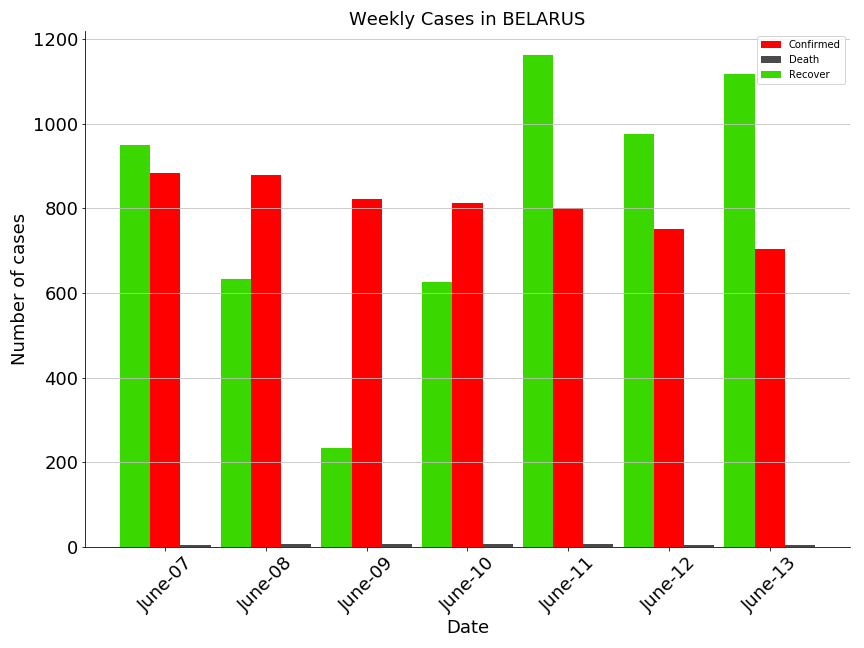 Weekly Cases in BELARUS
Confirmed
Death
Recover
1200
1000
800
600
400
200
0
Number of cases
June-07
June-08
June-09
June-10
June-11
June-12
June-13
Date